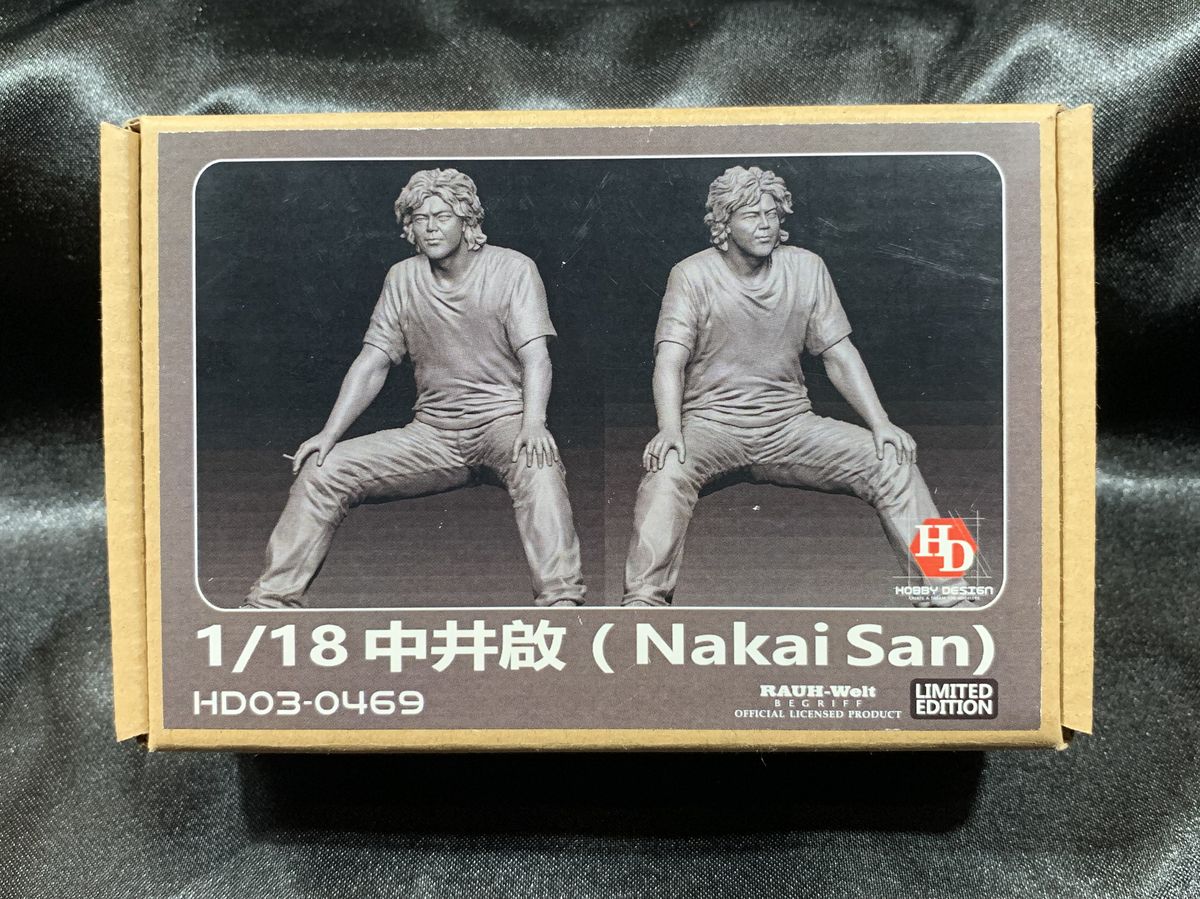 HD
HOBBY DESIGN
1/18 中井啟 ( Nakai San)
HD03-0469
RAUH-Welt
BEGRIFF
OFFICIAL LICENSED PRODUCT
LIMITED
EDITION